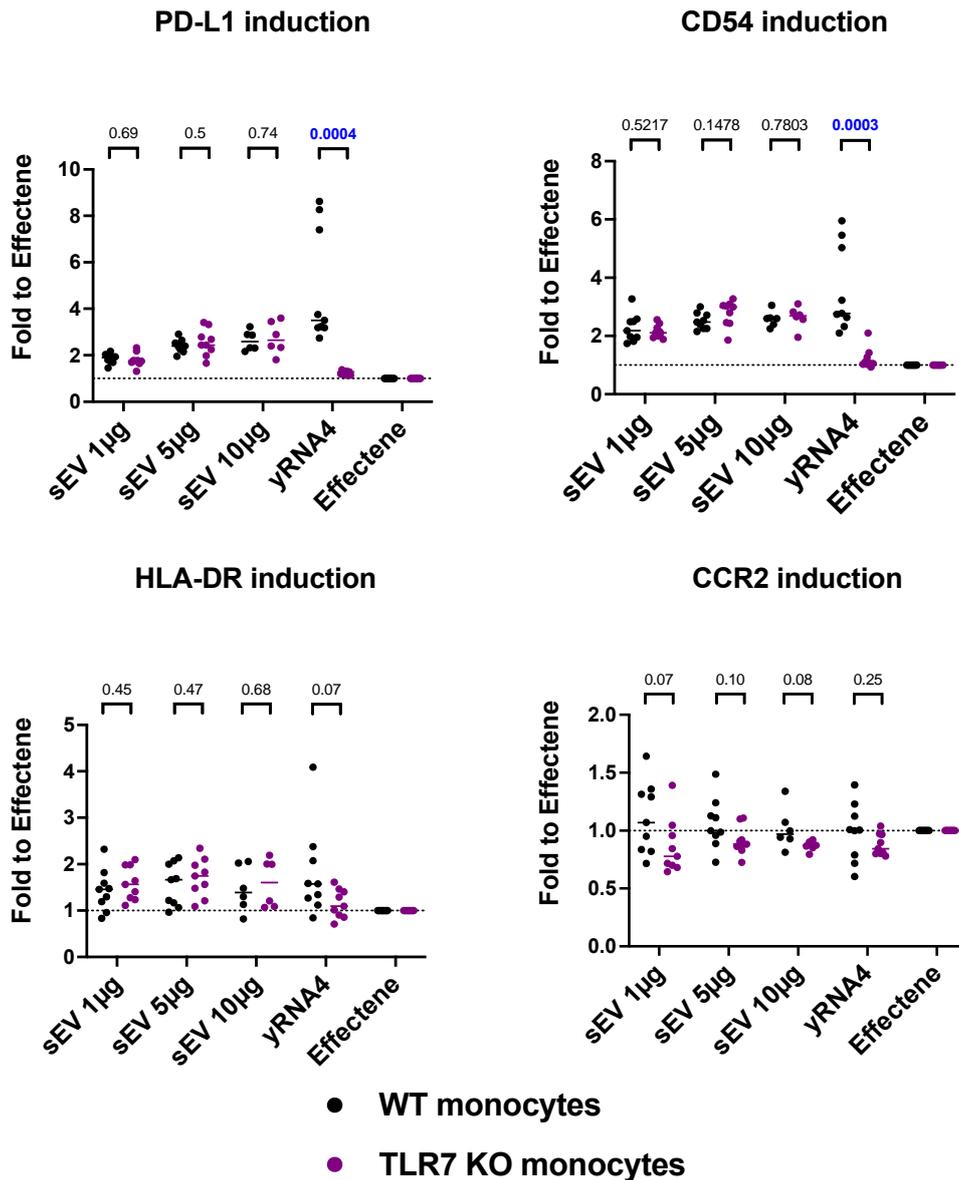 PD-L1 induction
0.69 0.5 0.74 0.0004
Fold to Effectene
10
8
6
4
2
0
sEV 1µg
sEV 5µg
sEV 10µg
yRNA4
Effectene
CD54 induction
0.5217 0.1478 0.7803 0.0003
Fold to Effectene
8
6
4
2
0
sEV 1µg
sEV 5µg
sEV 10µg
yRNA4
Effectene
HLA-DR induction
0.45 0.47 0.68 0.07
Fold to Effectene
5
4
3
2
1
0
sEV 1µg
sEV 5µg
sEV 10µg
yRNA4
Effectene
CCR2 induction
0.07 0.10 0.08 0.25
Fold to Effectene
2.0
1.5
1.0
0.5
0.0
sEV 1µg
sEV 5µg
sEV 10µg
yRNA4
Effectene
WT monocytes
TLR7 KO monocytes